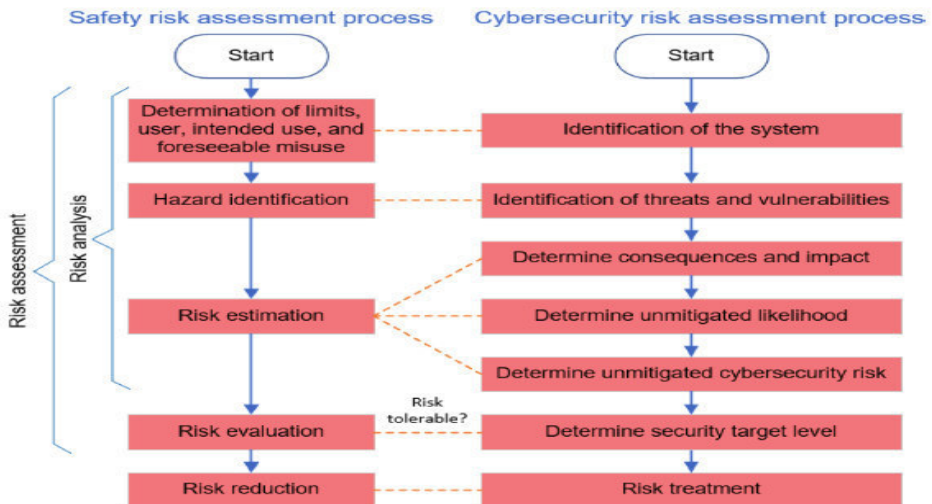 Safety risk assessment process
Cybersecurity risk assessment process
Start
Start
Determination of limits,
user, intended use, and
foreseeable misuse
Identification of the system
Hazard identification
Identification of threats and vulnerabilities
Determine consequences and impact
Risk estimation
Determine unmitigated likelihood
Determine unmitigated cybersecurity risk
Risk
tolerable?
Risk evaluation
Determine security target level
Risk reduction
Risk treatment
Risk assessment
Risk analysis